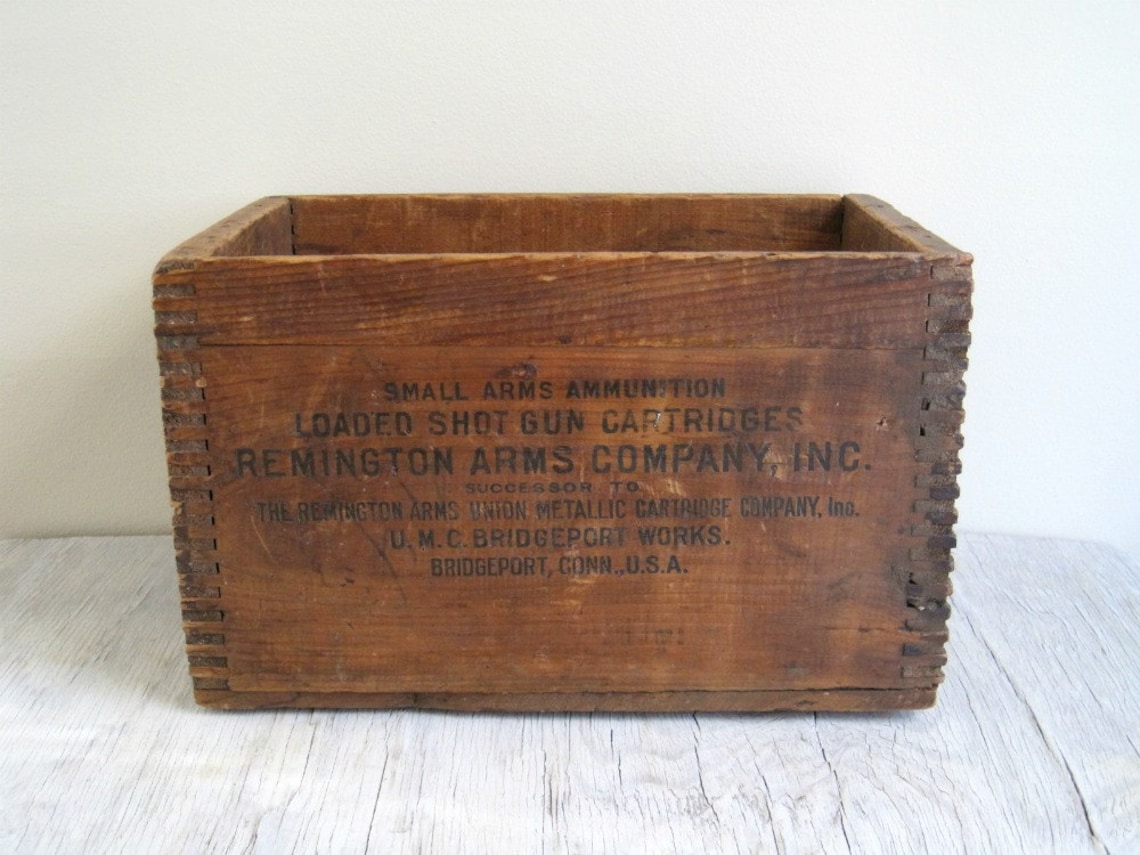 SMALL ARMS AMMUNITION
LOADED SHOT GUN CARTRIDGES
REMINGTON ARMS COMPANY, INC.
SUCCESSOR TO
THE REMINGTON ARMS UNION METALLIC CARTRIDGE COMPANY, Inc.
U. M. C. BRIDGEPORT WORKS.
BRIDGEPORT, CONN., U.S.A.